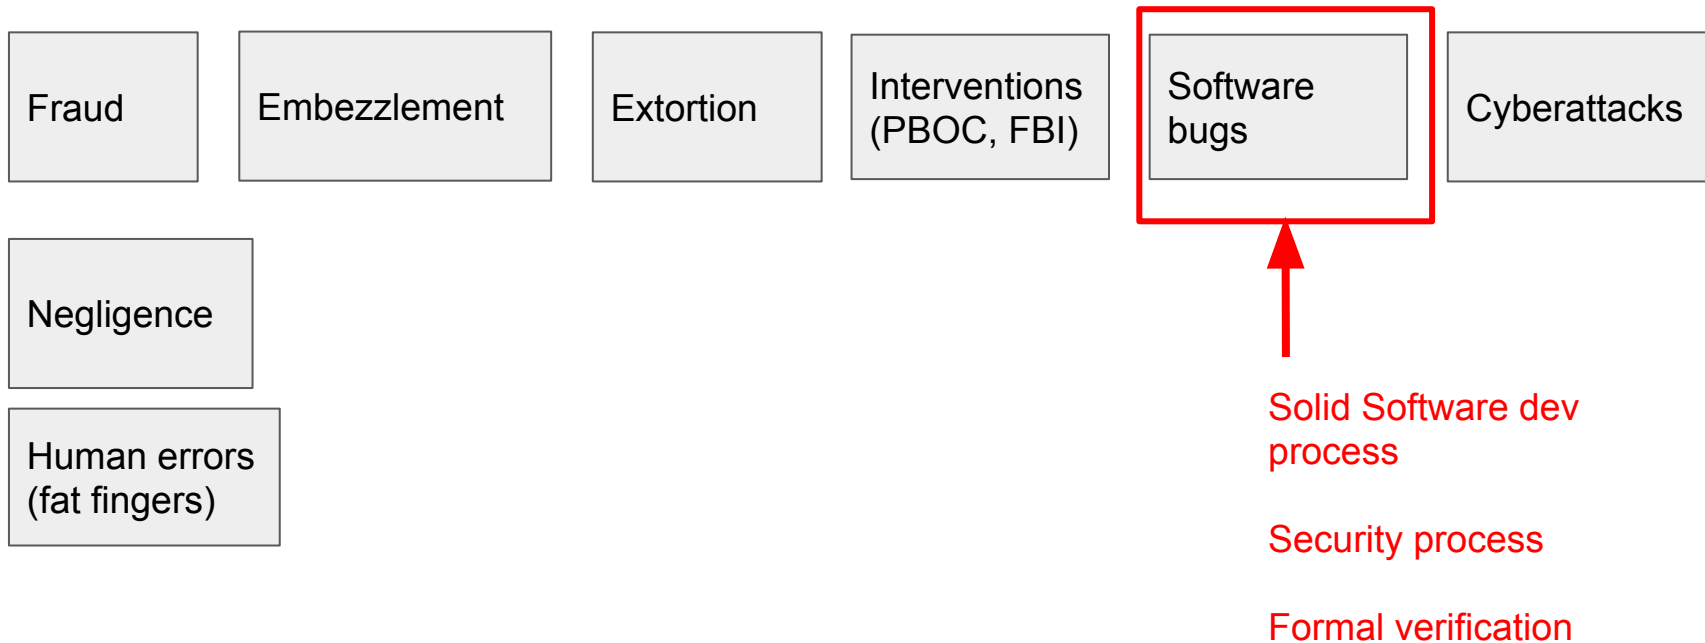 Fraud
Embezzlement
Extortion
Interventions
(PBOC, FBI)
Software
bugs
Cyberattacks
Negligence
Human errors
(fat fingers)
Solid Software dev
process
Security process
Formal verification